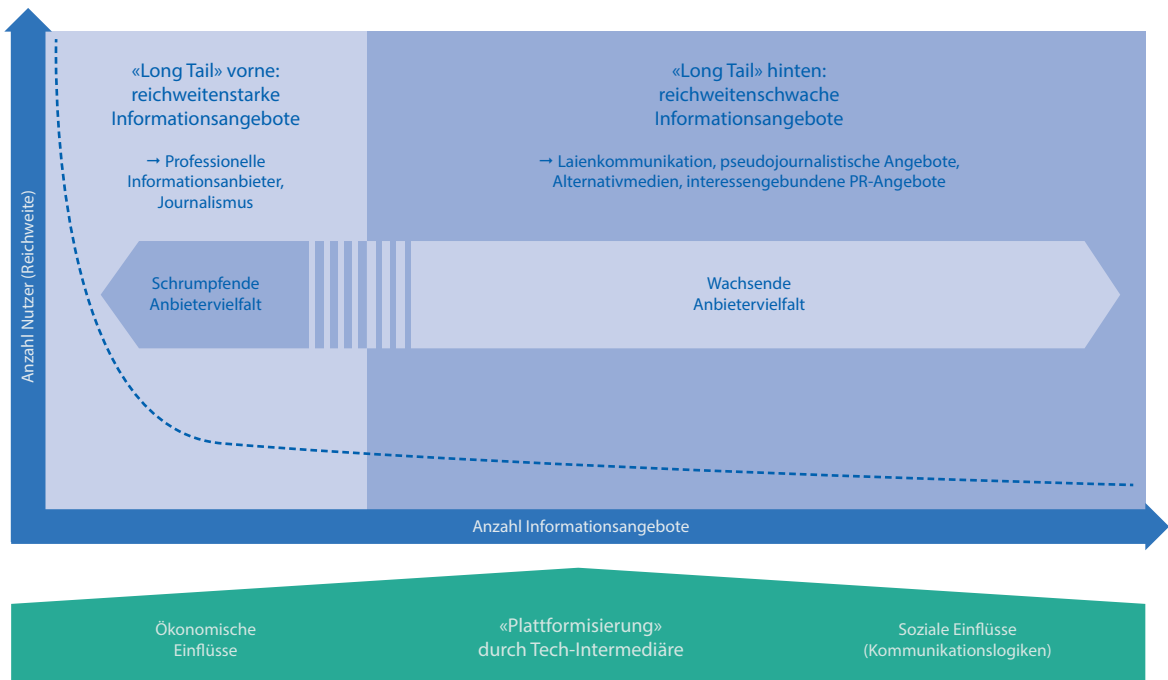 «Long Tail» vorne:
reichweitenstarke
Informationsangebote
→ Professionelle
Informationsanbieter,
Journalismus
«Long Tail» hinten:
reichweitenschwache
Informationsangebote
→ Laienkommunikation, pseudojournalistische Angebote,
Alternativmedien, interessengebundene PR-Angebote
Anzahl Nutzer (Reichweite)
Schrumpfende
Anbietervielfalt
Wachsende
Anbietervielfalt
Anzahl Informationsangebote
Ökonomische
Einflüsse
«Plattformisierung»
durch Tech-Intermediäre
Soziale Einflüsse
(Kommunikationslogiken)